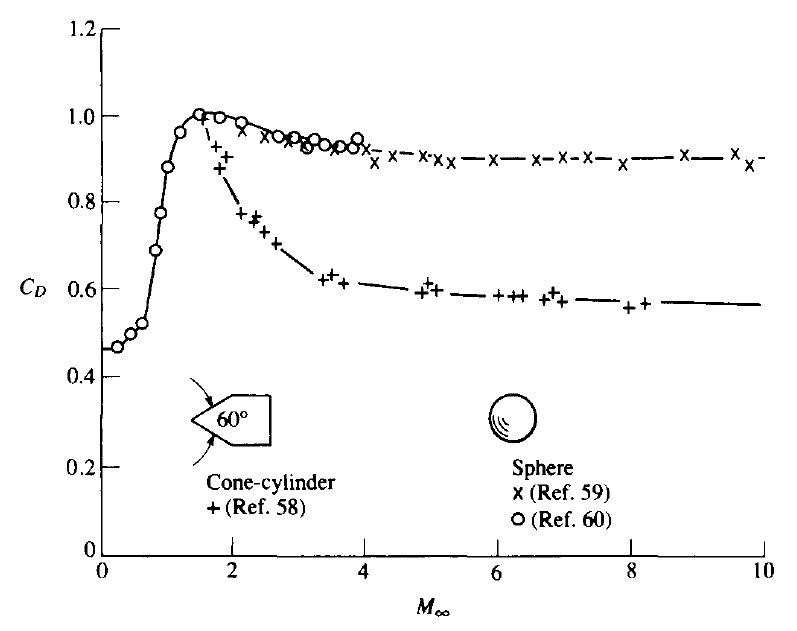 1.2
1.0
0.8
C_D 0.6
0.4
0.2
0
60°
Cone-cylinder
+ (Ref. 58)
Sphere
x (Ref. 59)
o (Ref. 60)
0 2 4 6 8 10
M∞